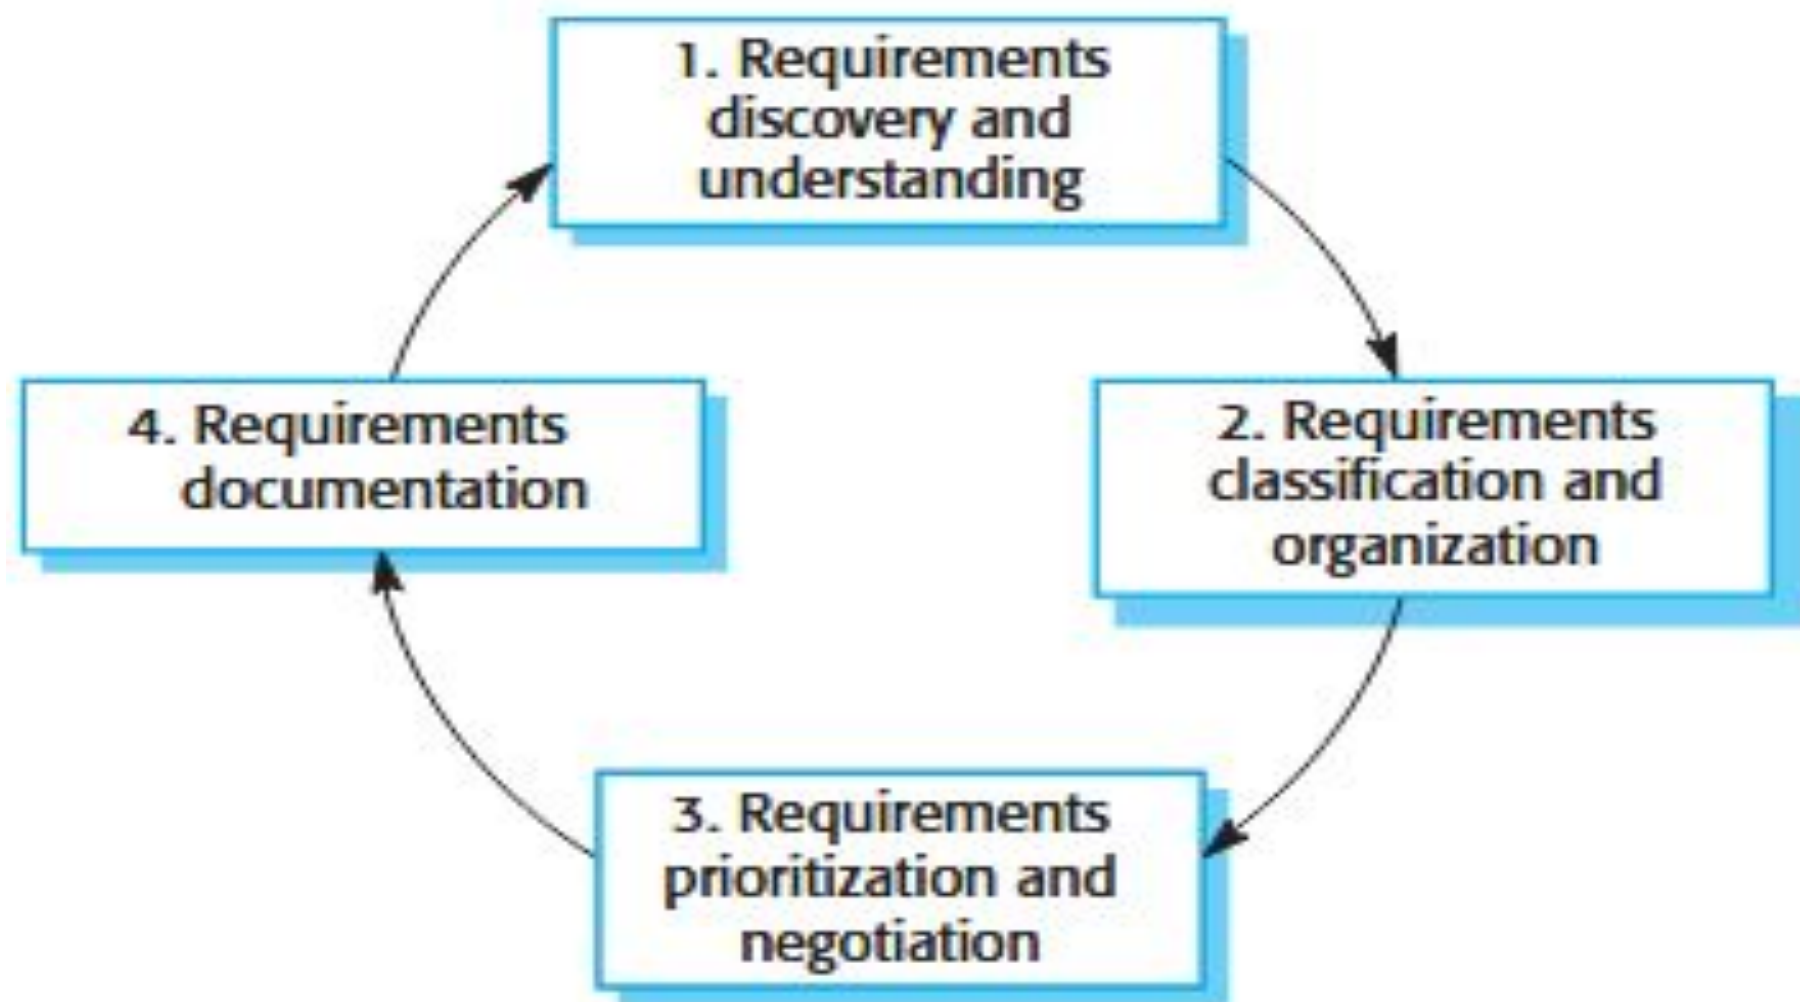 1. Requirements
discovery and
understanding
2. Requirements
classification and
organization
3. Requirements
prioritization and
negotiation
4. Requirements
documentation